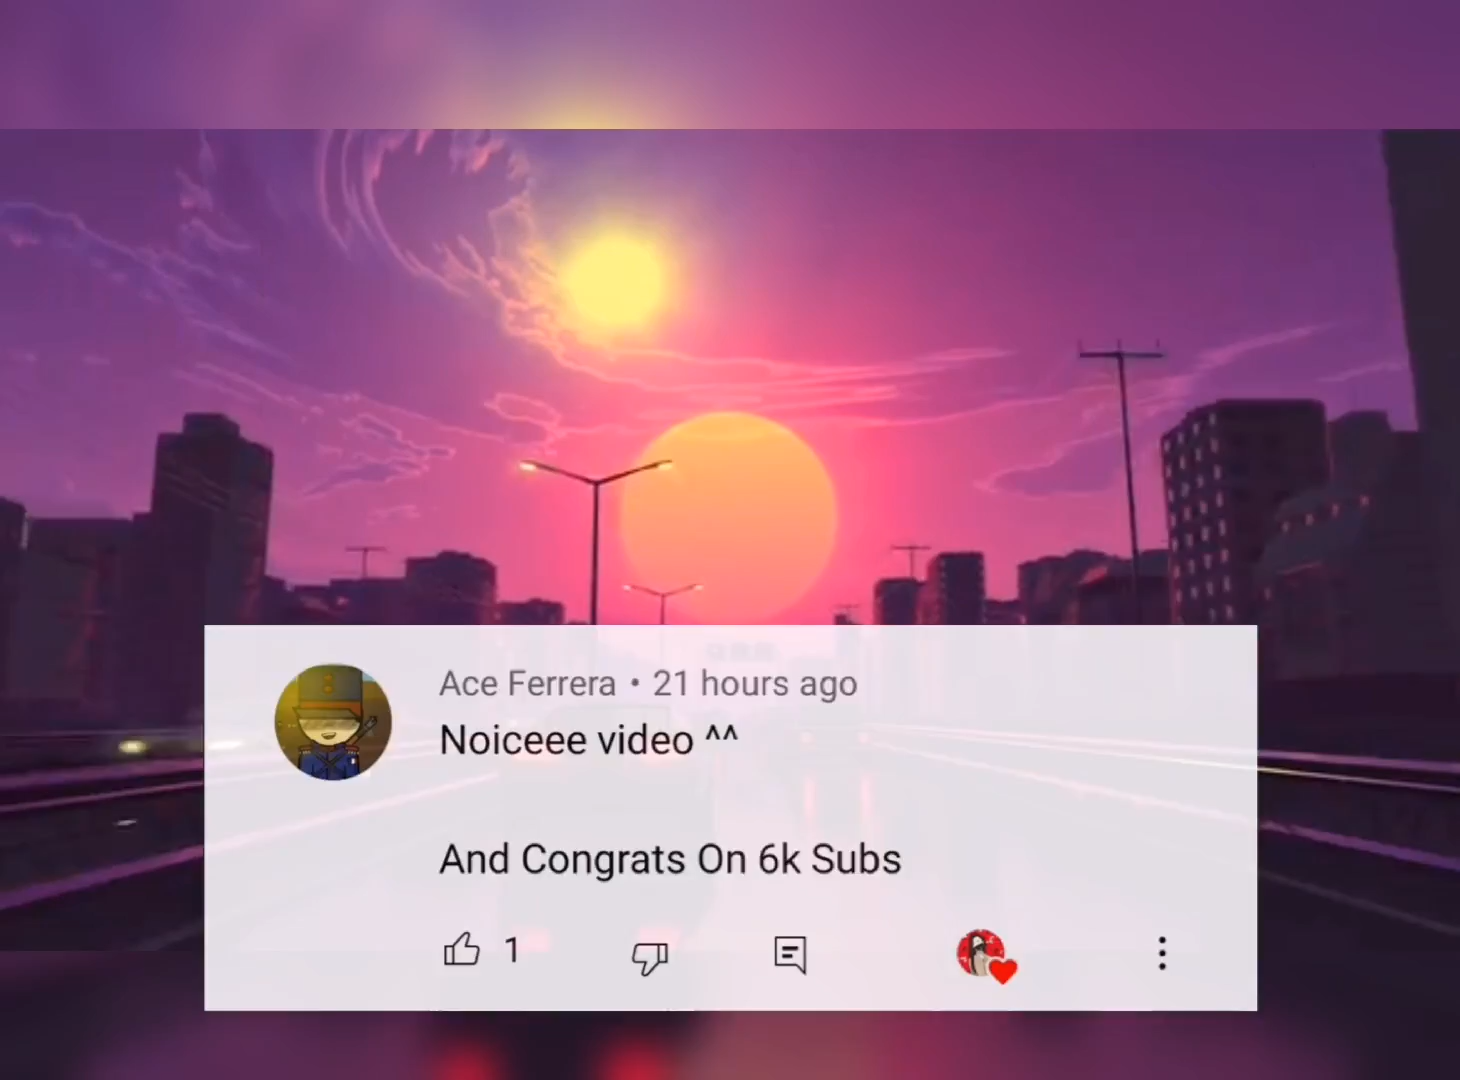 Ace Ferrera • 21 hours ago
Noiceee video ^^
And Congrats On 6k Subs
1